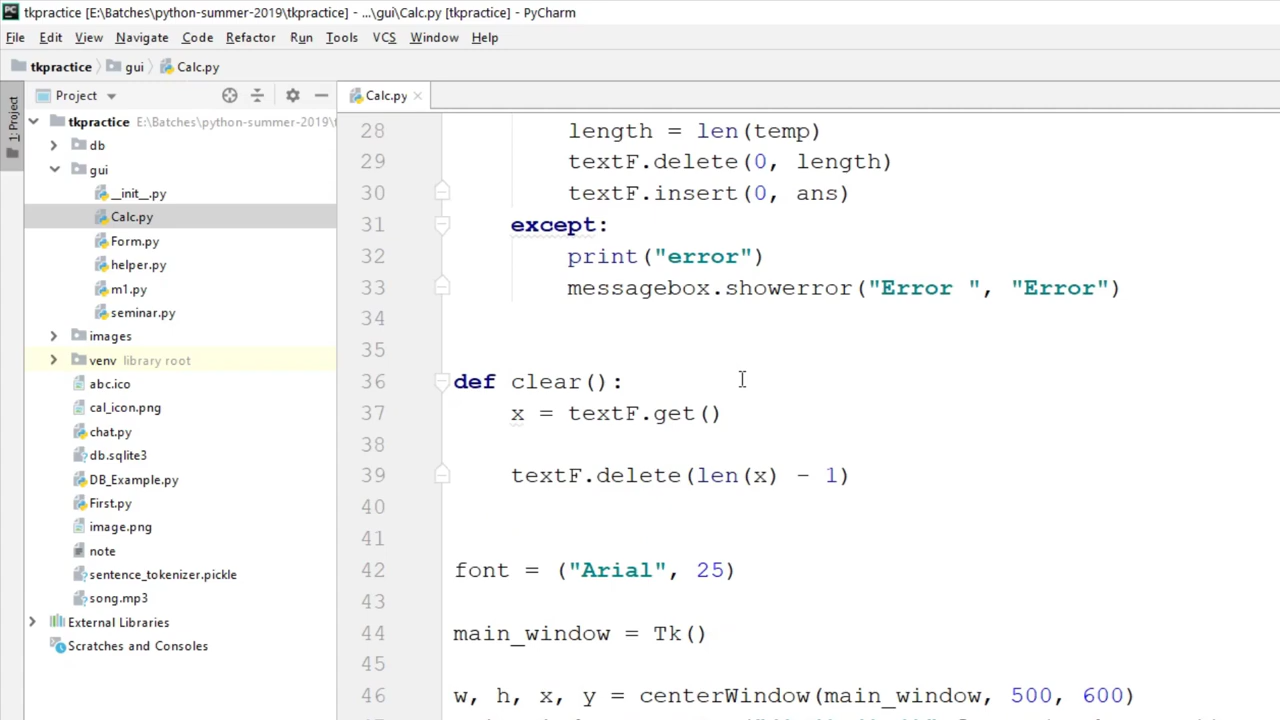 tkpractice [E:\Batches\python-summer-2019\tkpractice] - ...\gui\Calc.py [tkpractice] - PyCharm
File Edit View Navigate Code Refactor Run Tools VCS Window Help
tkpractice gui Calc.py
1: Project
Project
tkpractice E:\Batches\python-summer-2019\t
db
gui
__init__.py
Calc.py
Form.py
helper.py
m1.py
seminar.py
images
venv library root
abc.ico
cal_icon.png
chat.py
db.sqlite3
DB_Example.py
First.py
image.png
note
sentence_tokenizer.pickle
song.mp3
External Libraries
Scratches and Consoles
Calc.py
28 length = len(temp)
29 textF.delete(0, length)
30 textF.insert(0, ans)
31 except:
32 print("error")
33 messagebox.showerror("Error ", "Error")
34
35
36 def clear():
37 x = textF.get()
38
39 textF.delete(len(x) - 1)
40
41
42 font = ("Arial", 25)
43
44 main_window = Tk()
45
46 w, h, x, y = centerWindow(main_window, 500, 600)